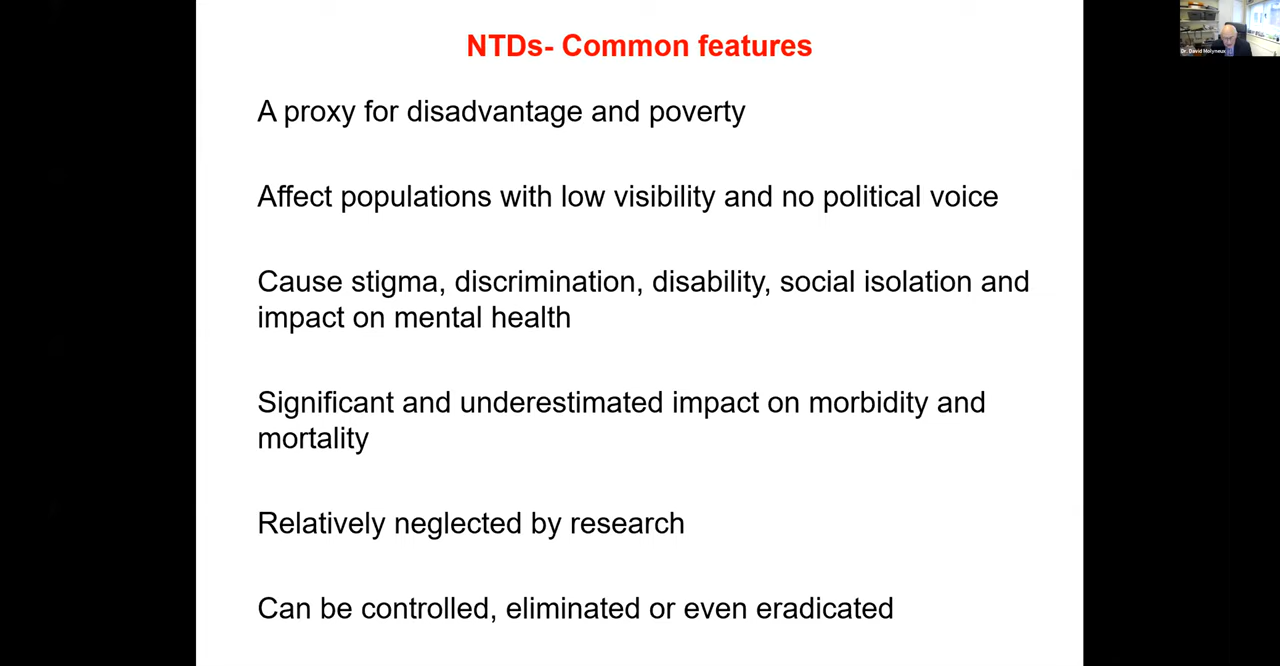 NTDs- Common features
A proxy for disadvantage and poverty
Affect populations with low visibility and no political voice
Cause stigma, discrimination, disability, social isolation and
impact on mental health
Significant and underestimated impact on morbidity and
mortality
Relatively neglected by research
Can be controlled, eliminated or even eradicated
Dr. David Molyneux